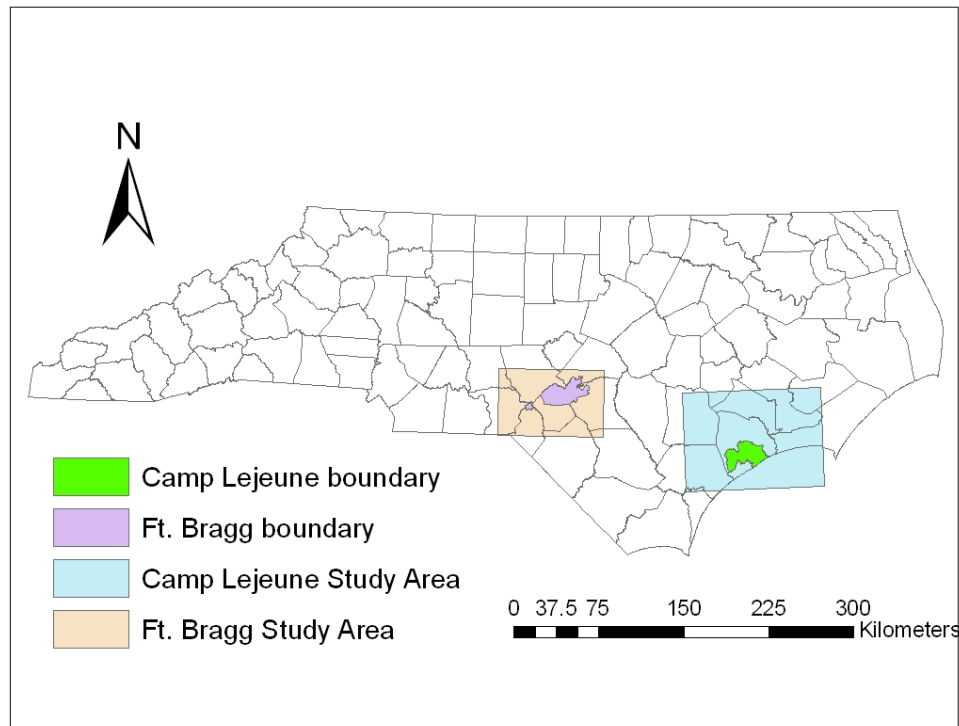 N
Camp Lejeune boundary
Ft. Bragg boundary
Camp Lejeune Study Area
Ft. Bragg Study Area
0 37.5 75 150 225 300
Kilometers